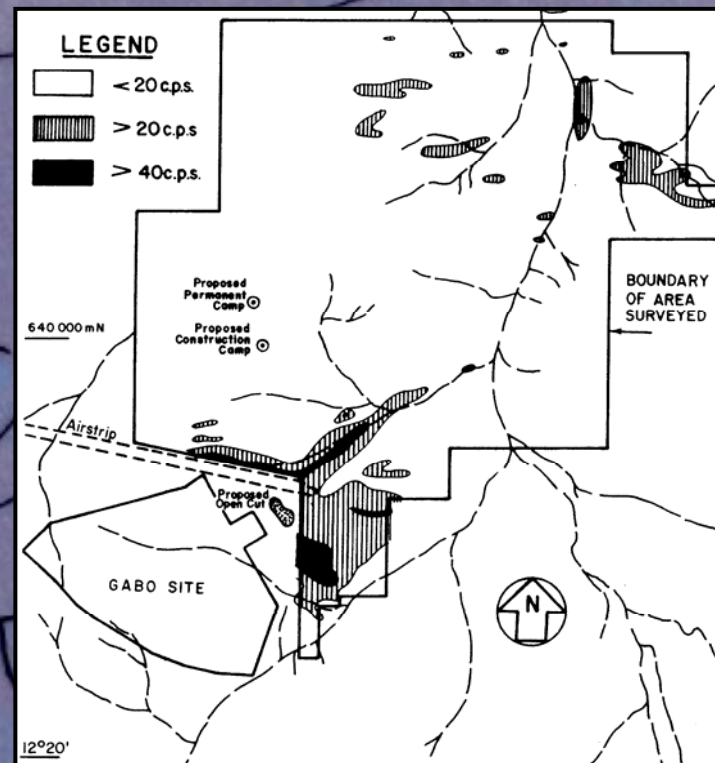 LEGEND
< 20 c.p.s.
> 20 c.p.s
> 40 c.p.s.
Proposed
Permanent
Camp
Proposed
Construction
Camp
640 000 mN
BOUNDARY
OF AREA
SURVEYED
Airstrip
Proposed
Open Cut
GABO SITE
N
12°20'